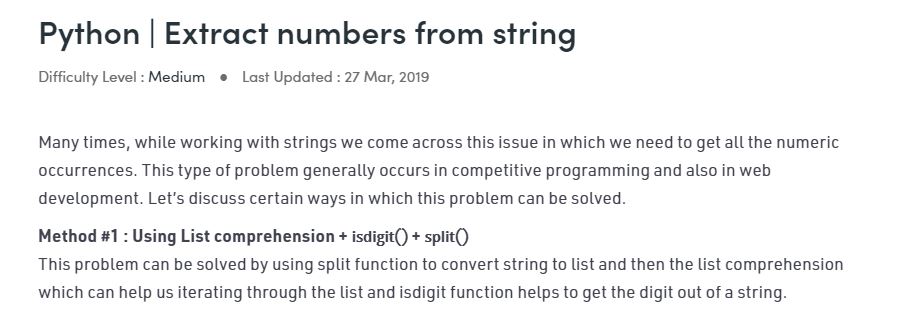 Python | Extract numbers from string
Difficulty Level : Medium ● Last Updated : 27 Mar, 2019
Many times, while working with strings we come across this issue in which we need to get all the numeric
occurrences. This type of problem generally occurs in competitive programming and also in web
development. Let’s discuss certain ways in which this problem can be solved.
Method #1 : Using List comprehension + isdigit() + split()
This problem can be solved by using split function to convert string to list and then the list comprehension
which can help us iterating through the list and isdigit function helps to get the digit out of a string.